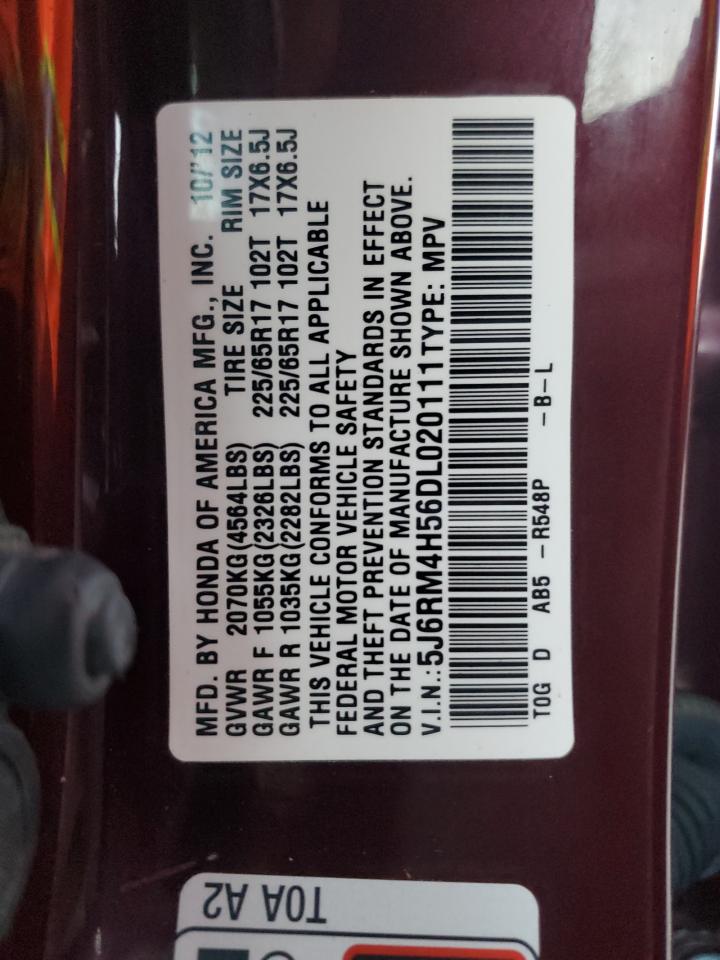 MFD. BY HONDA OF AMERICA MFG., INC. 10/'12
GVWR 2070KG(4564LBS) TIRE SIZE RIM SIZE
GAWR F 1055KG(2326LBS) 225/65R17 102T 17X6.5J
GAWR R 1035KG(2282LBS) 225/65R17 102T 17X6.5J
THIS VEHICLE CONFORMS TO ALL APPLICABLE
FEDERAL MOTOR VEHICLE SAFETY
AND THEFT PREVENTION STANDARDS IN EFFECT
ON THE DATE OF MANUFACTURE SHOWN ABOVE.
V.I.N.:5J6RM4H56DL020111TYPE: MPV
T0G D AB5 -R548P -B-L
T0A A2